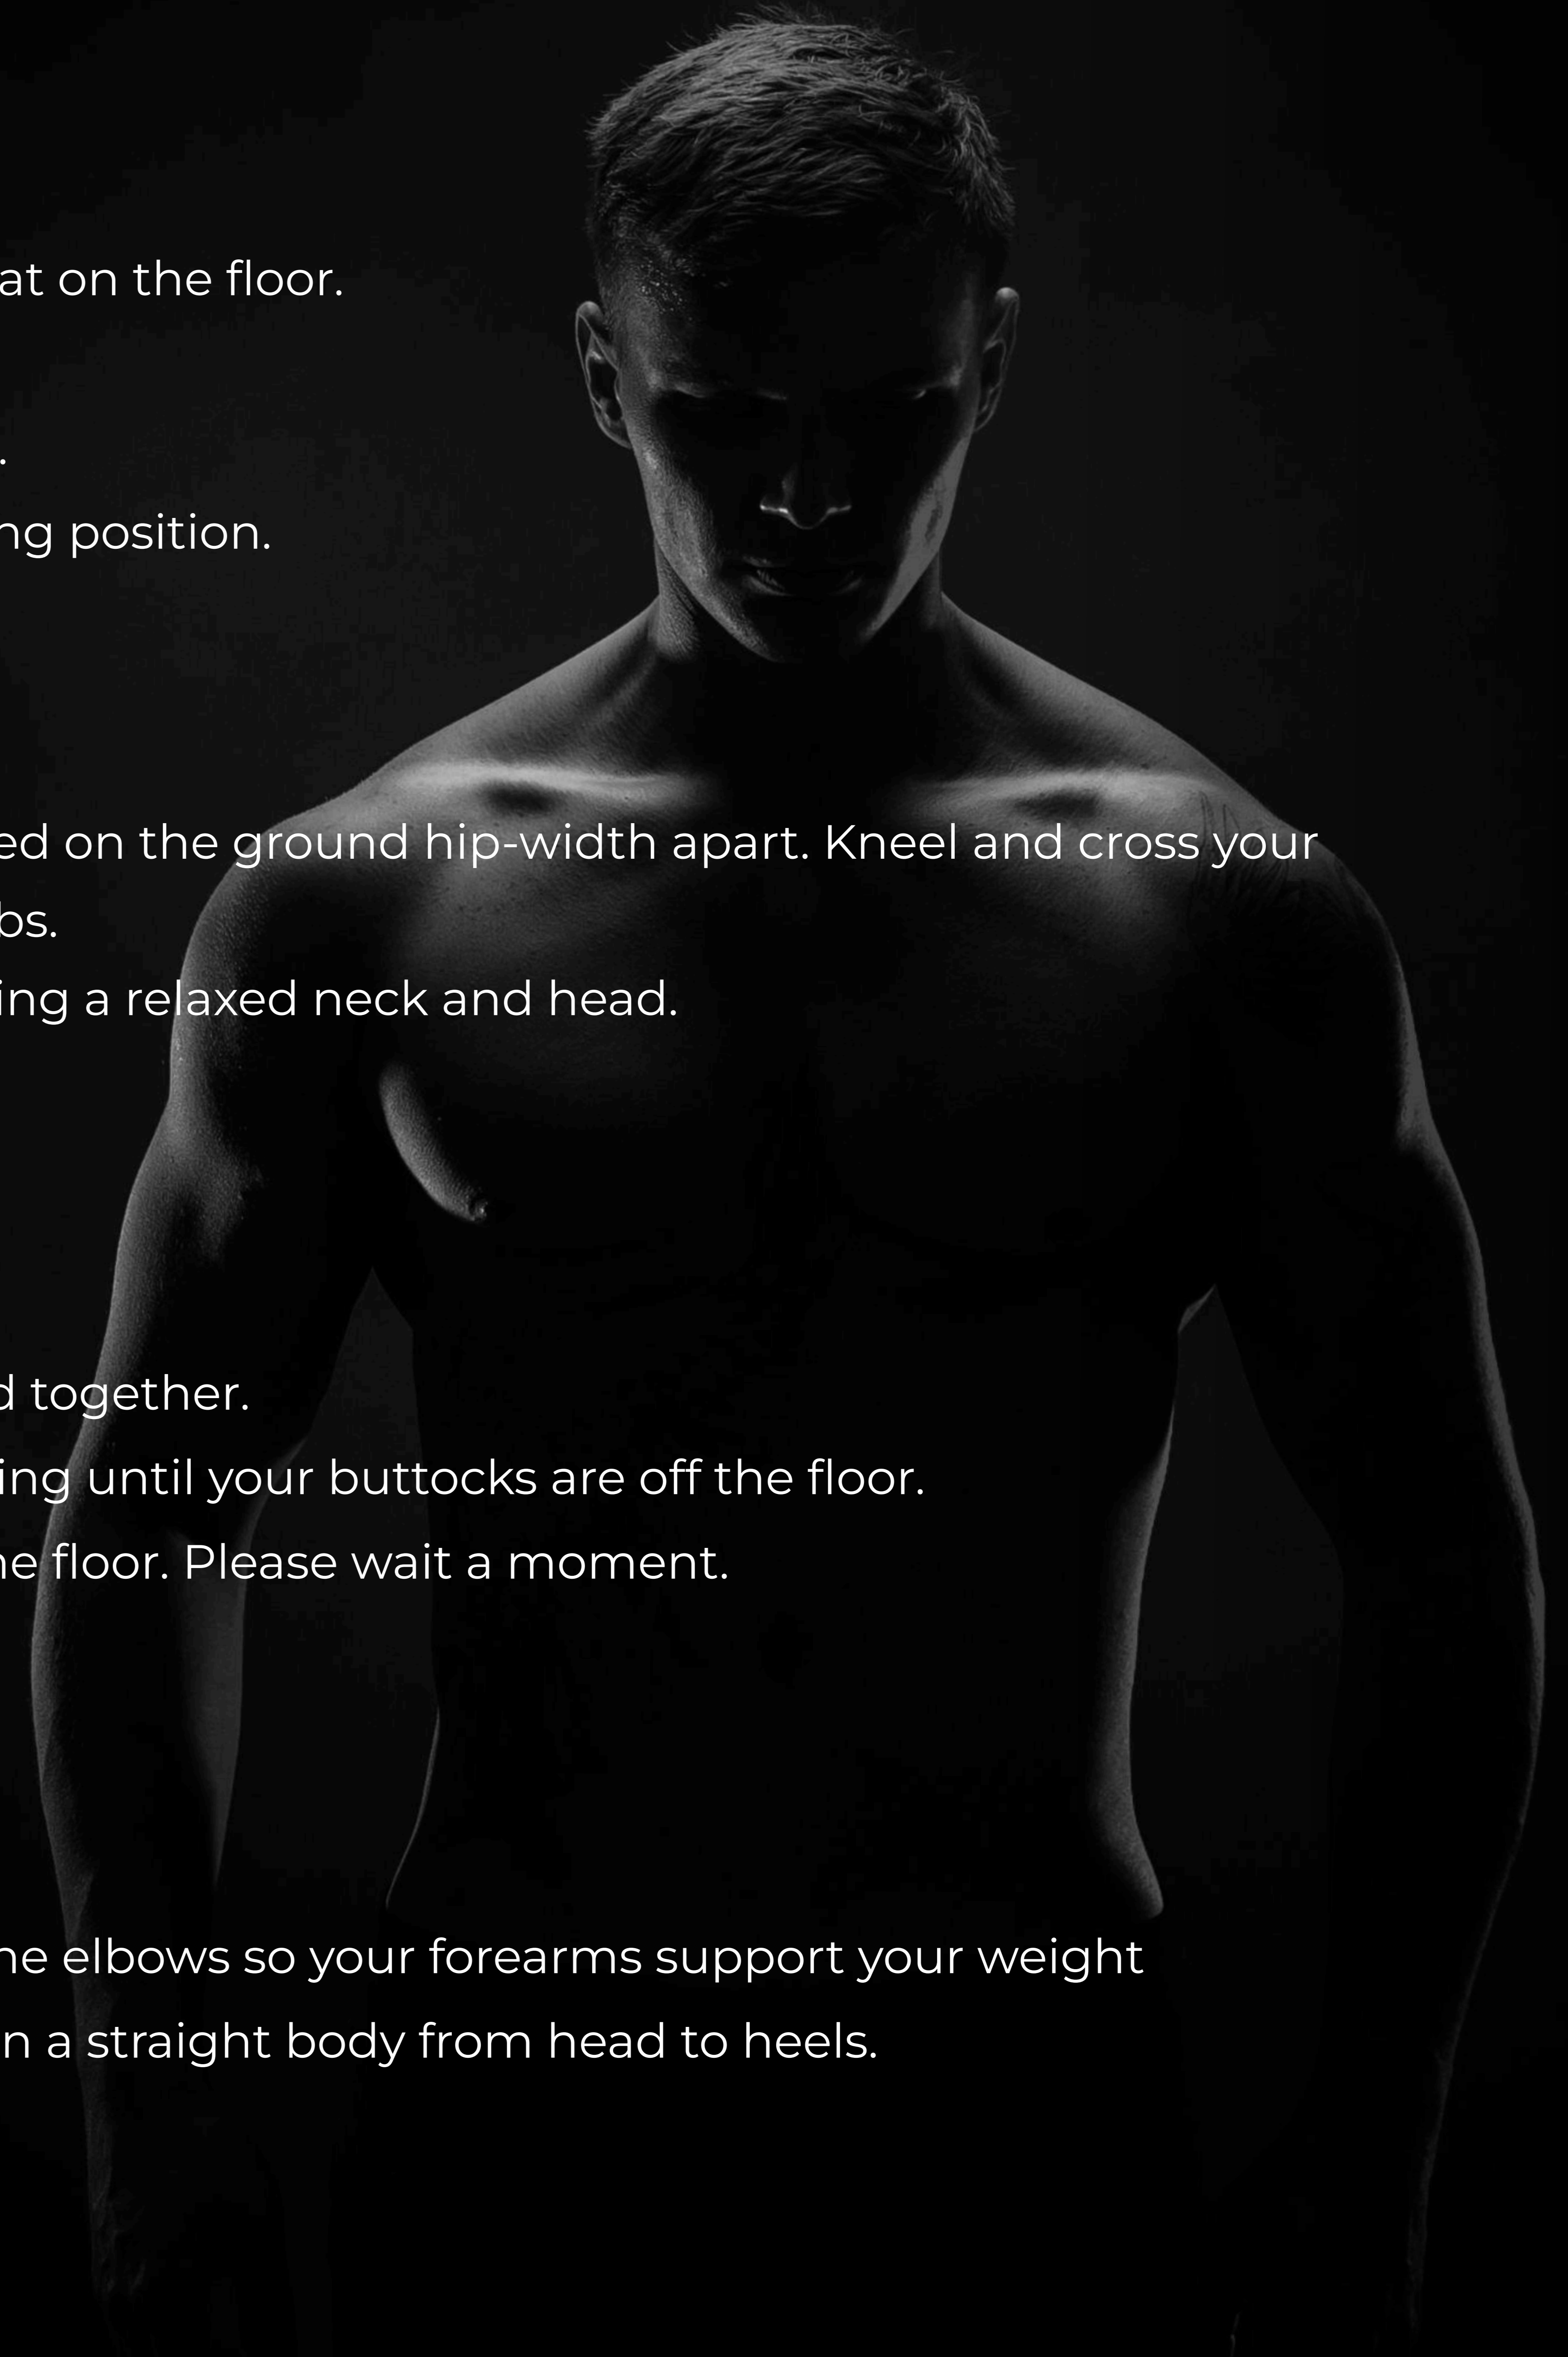 at on the floor.
.
ng position.
ed on the ground hip-width apart. Kneel and cross your
bs.
ing a relaxed neck and head.
d together.
ing until your buttocks are off the floor.
ne floor. Please wait a moment.
ne elbows so your forearms support your weight
n a straight body from head to heels.